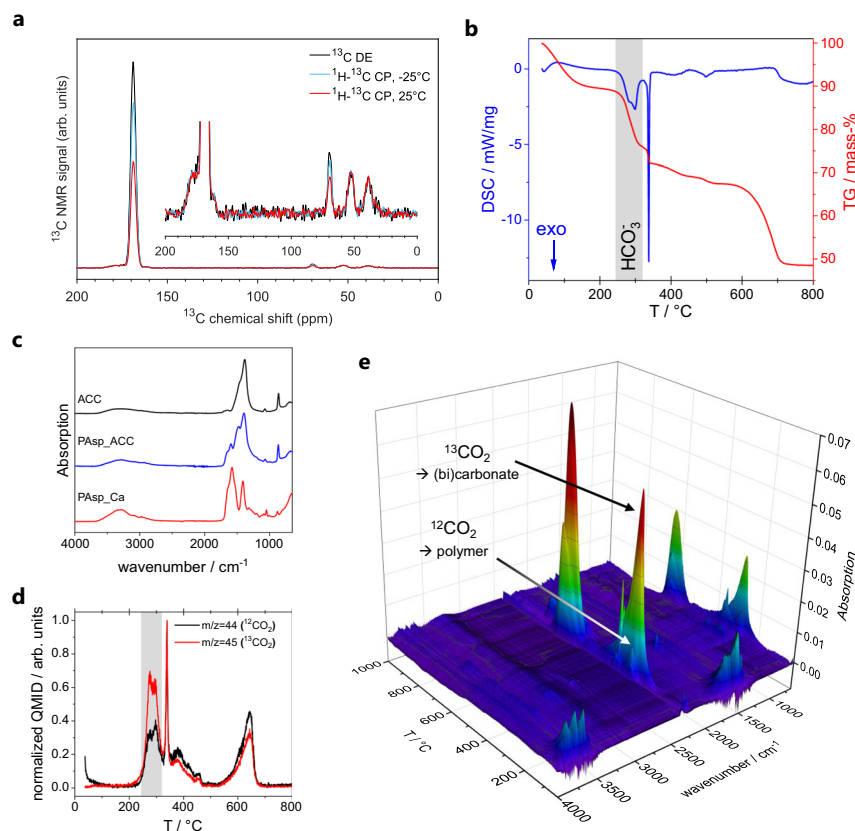 a
¹³C NMR signal (arb. units)
¹³C DE
¹H-¹³C CP, -25°C
¹H-¹³C CP, 25°C
200 150 100 50 0
200 150 100 50 0
¹³C chemical shift (ppm)
b
DSC / mW/mg
0
-5
-10
exo
HCO₃⁻
TG / mass-%
100
90
80
70
60
50
0 200 400 600 800
T / °C
c
Absorption
ACC
PAsp_ACC
PAsp_Ca
4000 3000 2000 1000
wavenumber / cm⁻¹
d
normalized QMID / arb. units
1.0
0.8
0.6
0.4
0.2
0.0
m/z=44 (¹²CO₂)
m/z=45 (¹³CO₂)
0 200 400 600 800
T / °C
e
¹³CO₂
→ (bi)carbonate
¹²CO₂
→ polymer
0.07
0.06
0.05
0.04
0.03
0.02
0.01
0.00
Absorption
1000
800
600
400
200
T / °C
4000
3500
3000
2500
2000
1500
1000
wavenumber / cm⁻¹